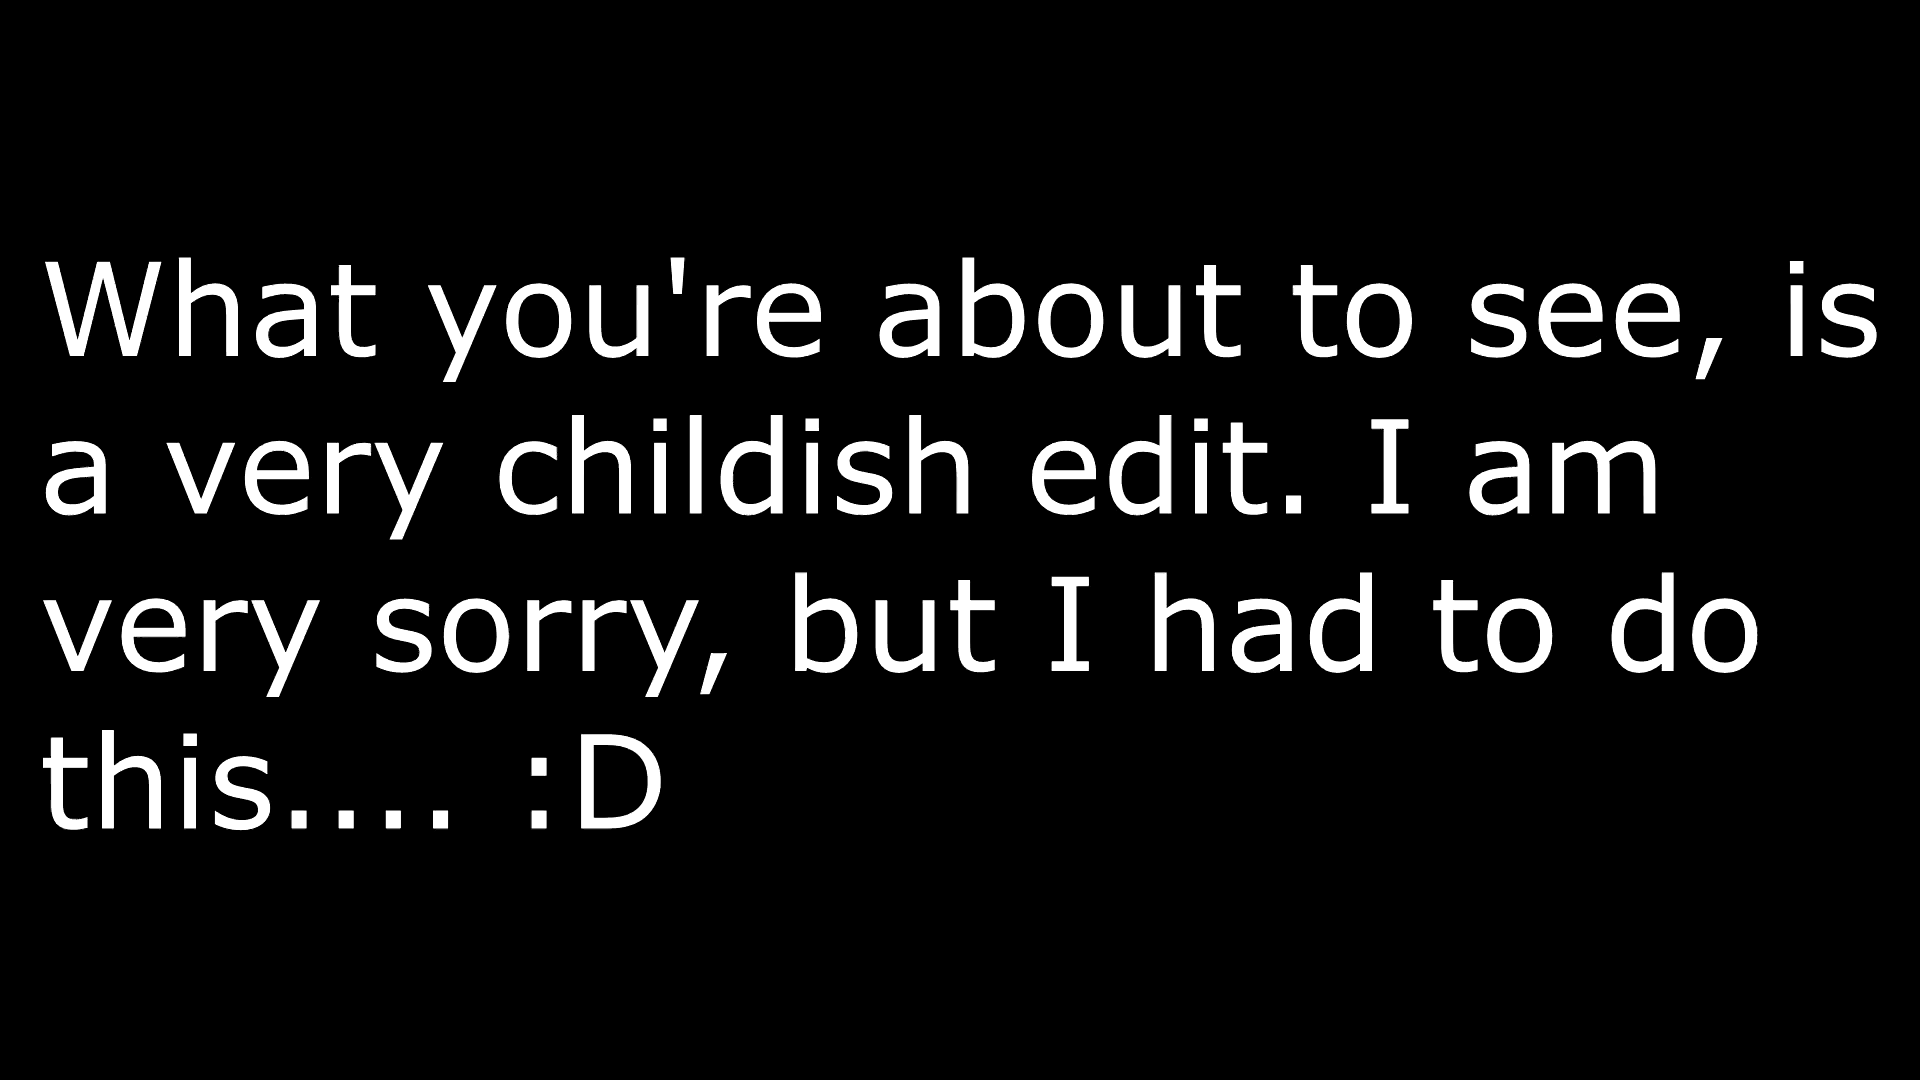 What you're about to see, is
a very childish edit. I am
very sorry, but I had to do
this.... :D